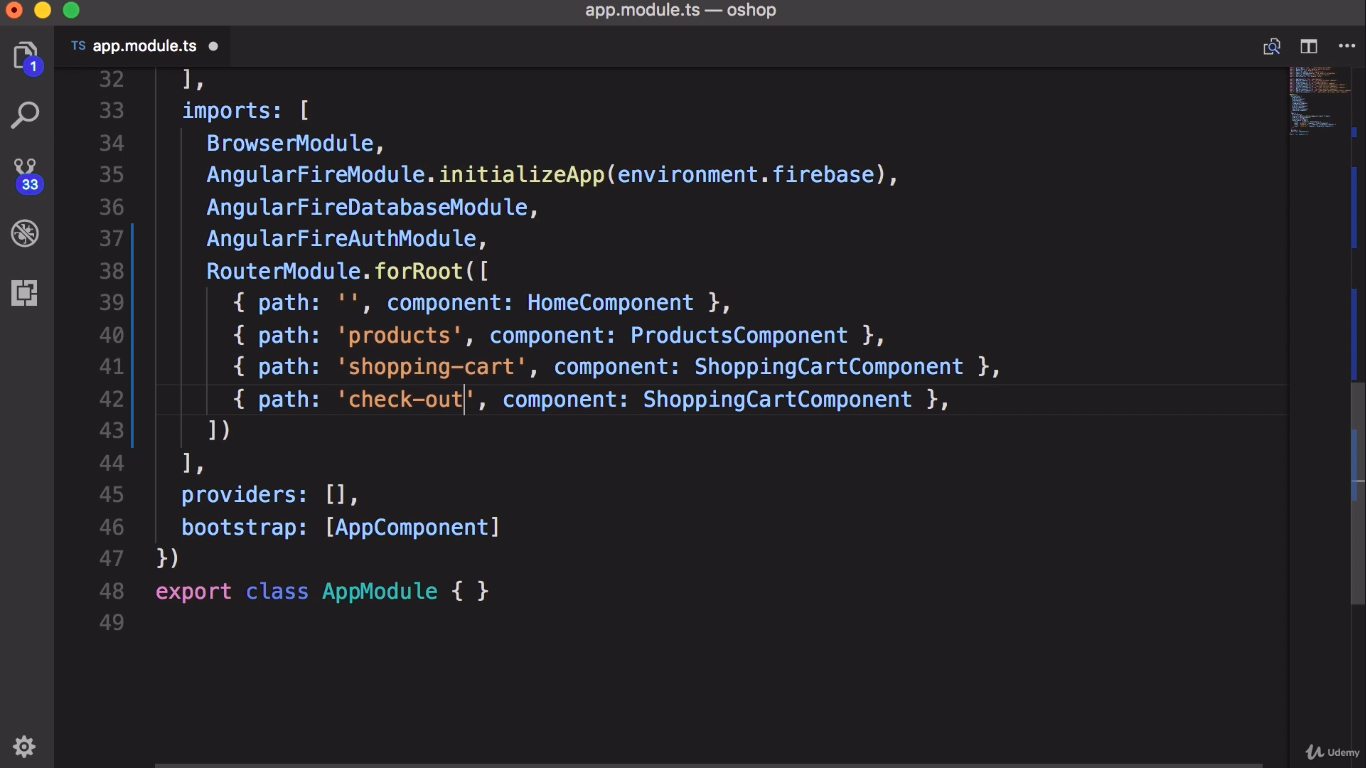 app.module.ts — oshop
TS app.module.ts
1
33
32 ],
33 imports: [
34 BrowserModule,
35 AngularFireModule.initializeApp(environment.firebase),
36 AngularFireDatabaseModule,
37 AngularFireAuthModule,
38 RouterModule.forRoot([
39 { path: '', component: HomeComponent },
40 { path: 'products', component: ProductsComponent },
41 { path: 'shopping-cart', component: ShoppingCartComponent },
42 { path: 'check-out', component: ShoppingCartComponent },
43 ])
44 ],
45 providers: [],
46 bootstrap: [AppComponent]
47 })
48 export class AppModule { }
49
Udemy